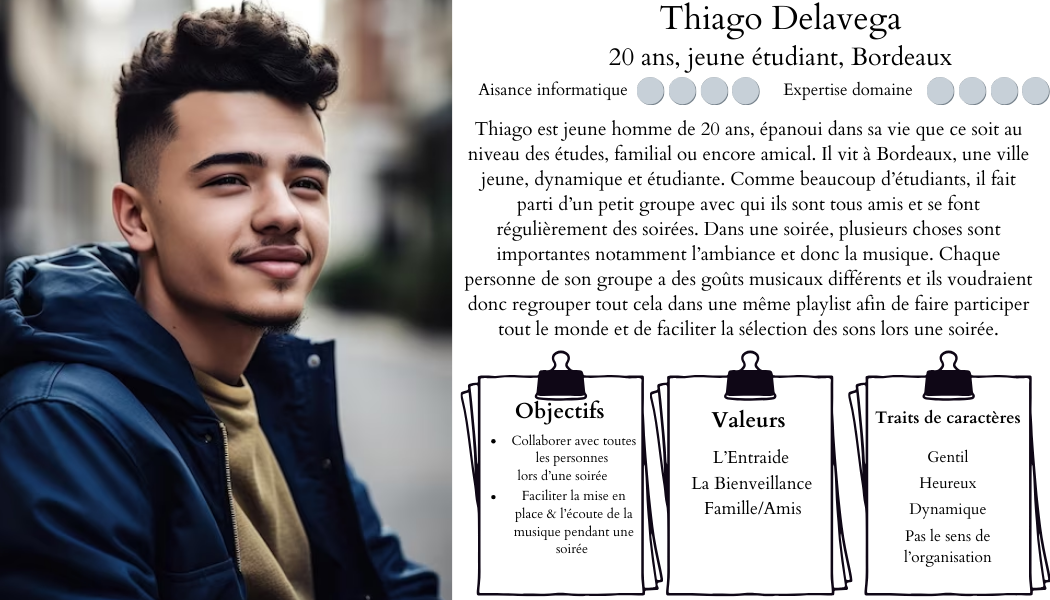 Thiago Delavega
20 ans, jeune étudiant, Bordeaux
Aisance informatique
Expertise domaine
Thiago est jeune homme de 20 ans, épanoui dans sa vie que ce soit au
niveau des études, familial ou encore amical. Il vit à Bordeaux, une ville
jeune, dynamique et étudiante. Comme beaucoup d’étudiants, il fait
parti d’un petit groupe avec qui ils sont tous amis et se font
régulièrement des soirées. Dans une soirée, plusieurs choses sont
importantes notamment l’ambiance et donc la musique. Chaque
personne de son groupe a des goûts musicaux différents et ils voudraient
donc regrouper tout cela dans une même playlist afin de faire participer
tout le monde et de faciliter la sélection des sons lors une soirée.
Objectifs
• Collaborer avec toutes
les personnes
lors d’une soirée
• Faciliter la mise en
place & l’écoute de la
musique pendant une
soirée
Valeurs
L’Entraide
La Bienveillance
Famille/Amis
Traits de caractères
Gentil
Heureux
Dynamique
Pas le sens de
l’organisation